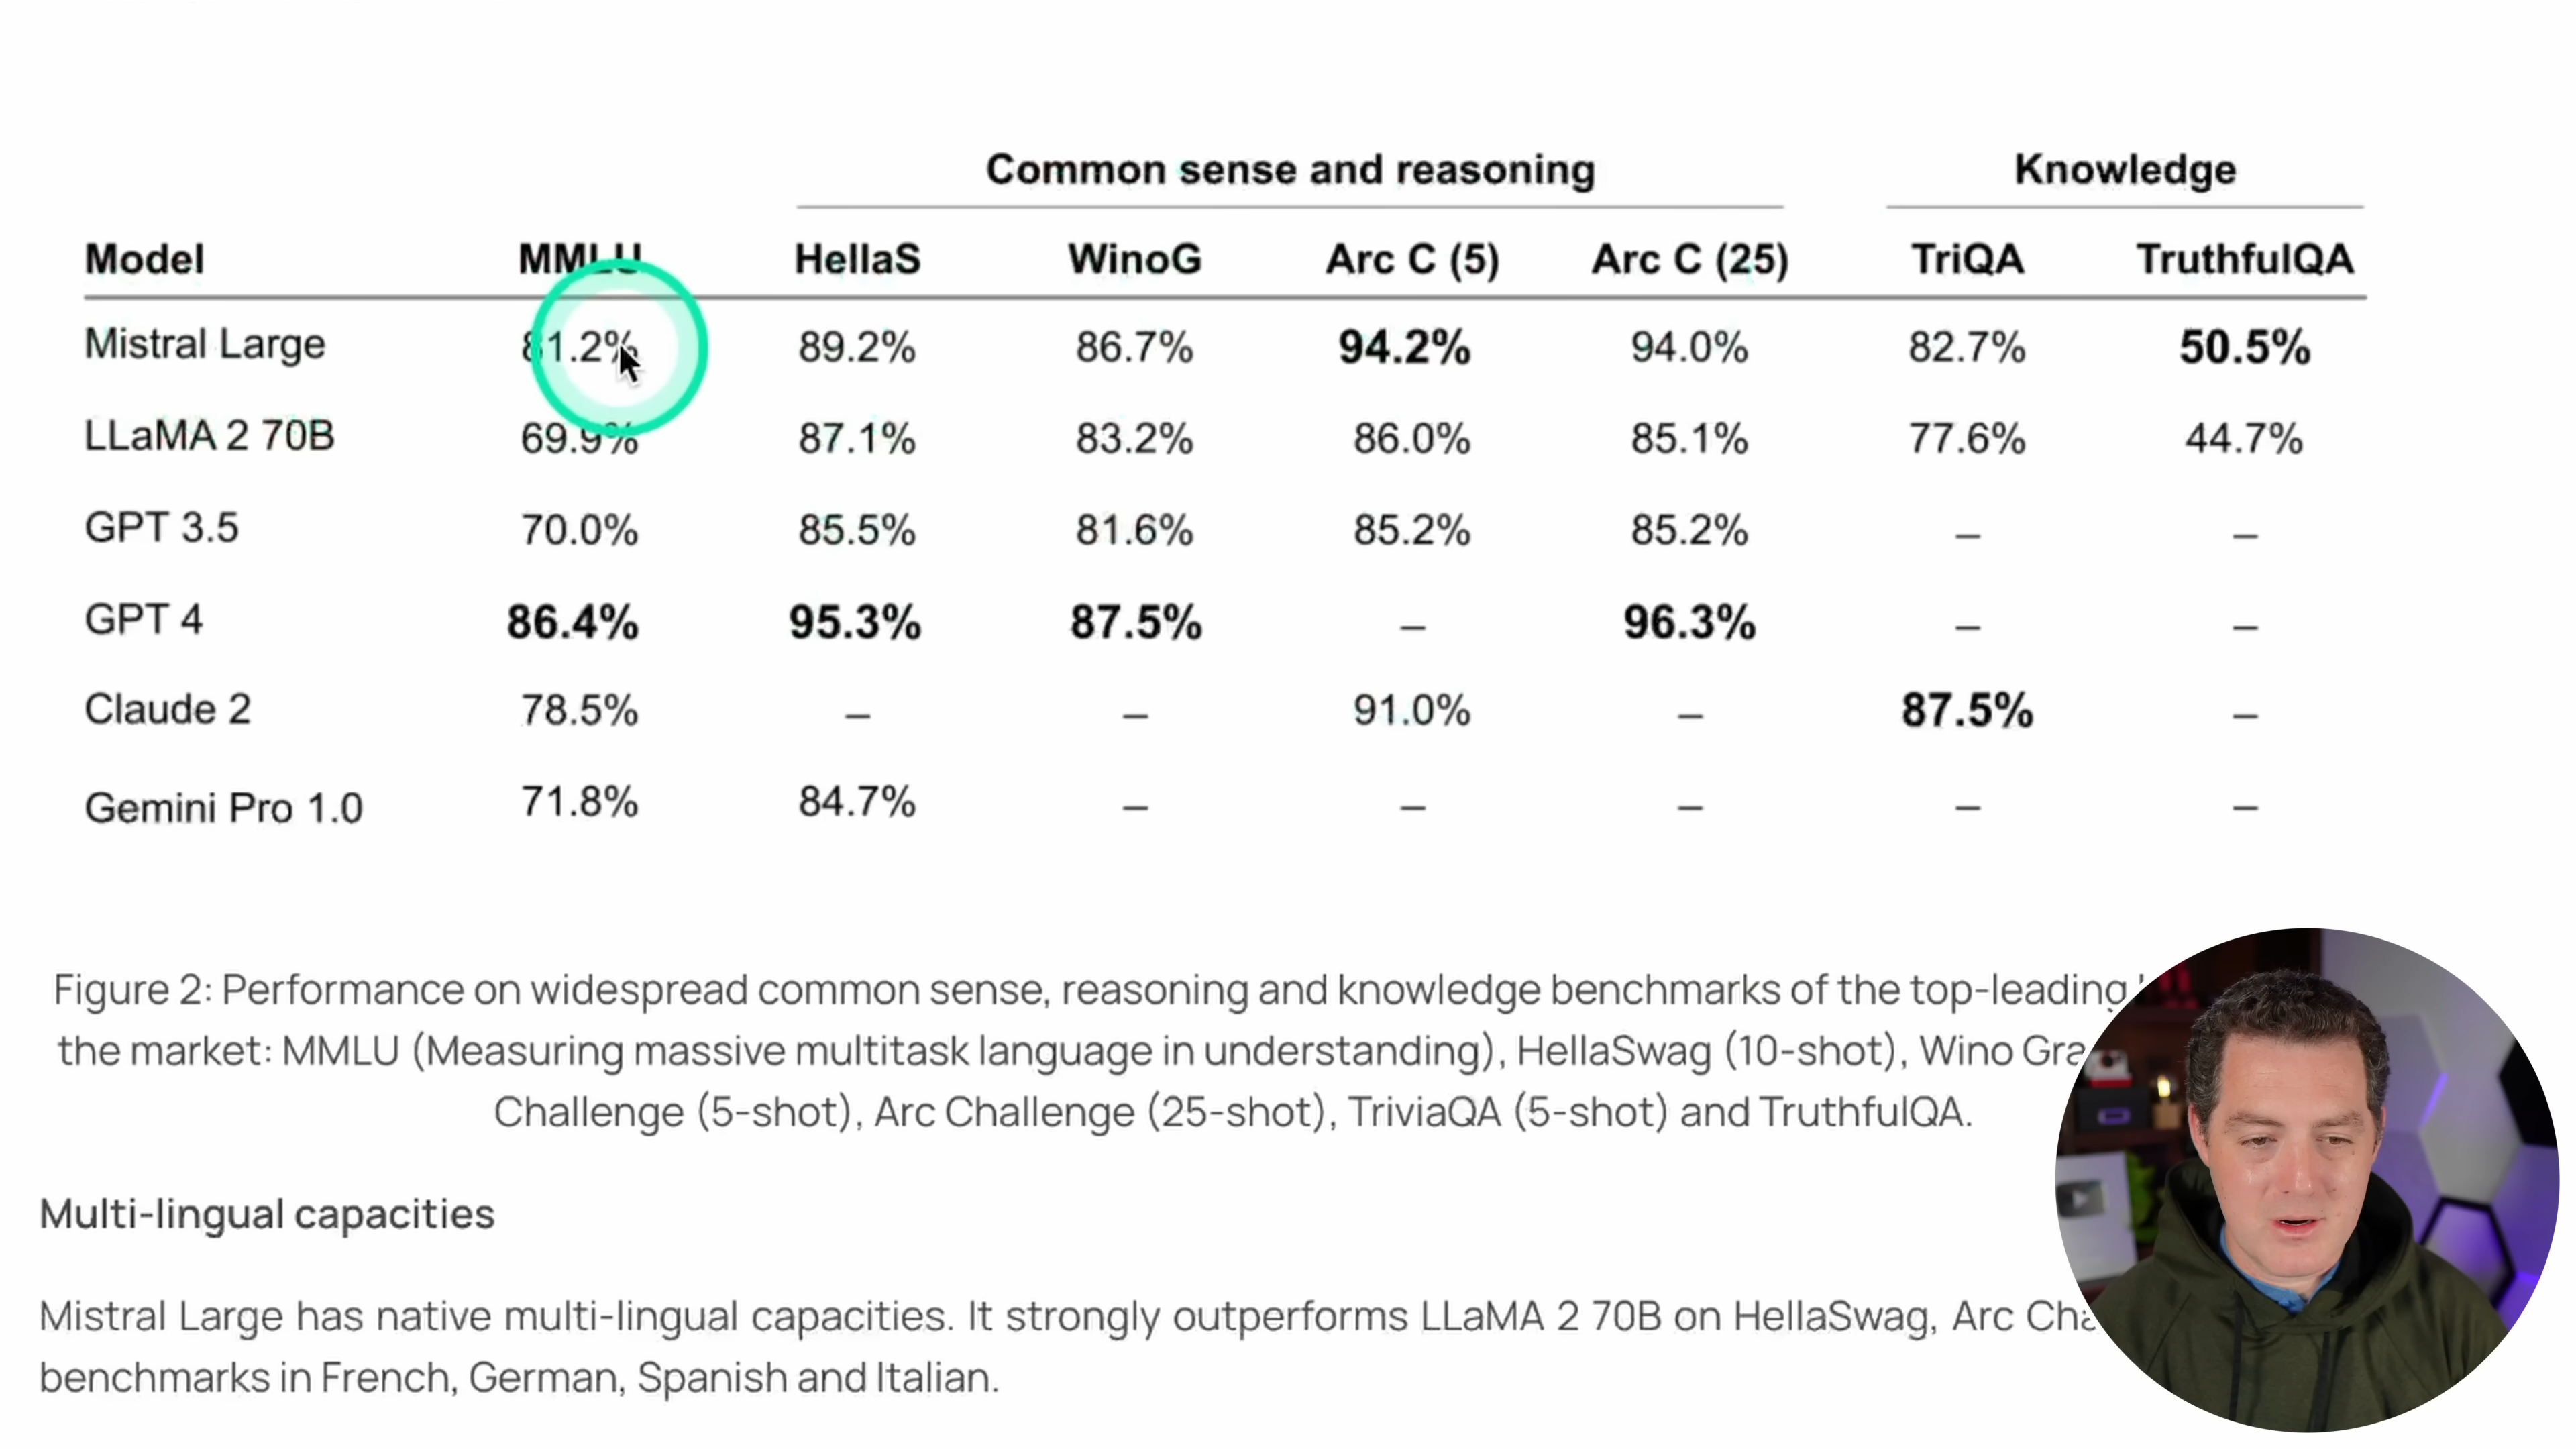 Common sense and reasoning Knowledge
Model MMLU HellaS WinoG Arc C (5) Arc C (25) TriQA TruthfulQA
Mistral Large 81.2% 89.2% 86.7% 94.2% 94.0% 82.7% 50.5%
LLaMA 2 70B 69.9% 87.1% 83.2% 86.0% 85.1% 77.6% 44.7%
GPT 3.5 70.0% 85.5% 81.6% 85.2% 85.2% – –
GPT 4 86.4% 95.3% 87.5% – 96.3% – –
Claude 2 78.5% – – 91.0% – 87.5% –
Gemini Pro 1.0 71.8% 84.7% – – – – –
Figure 2: Performance on widespread common sense, reasoning and knowledge benchmarks of the top-leading
the market: MMLU (Measuring massive multitask language in understanding), HellaSwag (10-shot), Wino
Challenge (5-shot), Arc Challenge (25-shot), TriviaQA (5-shot) and TruthfulQA.
Multi-lingual capacities
Mistral Large has native multi-lingual capacities. It strongly outperforms LLaMA 2 70B on HellaSwag, Arc
benchmarks in French, German, Spanish and Italian.